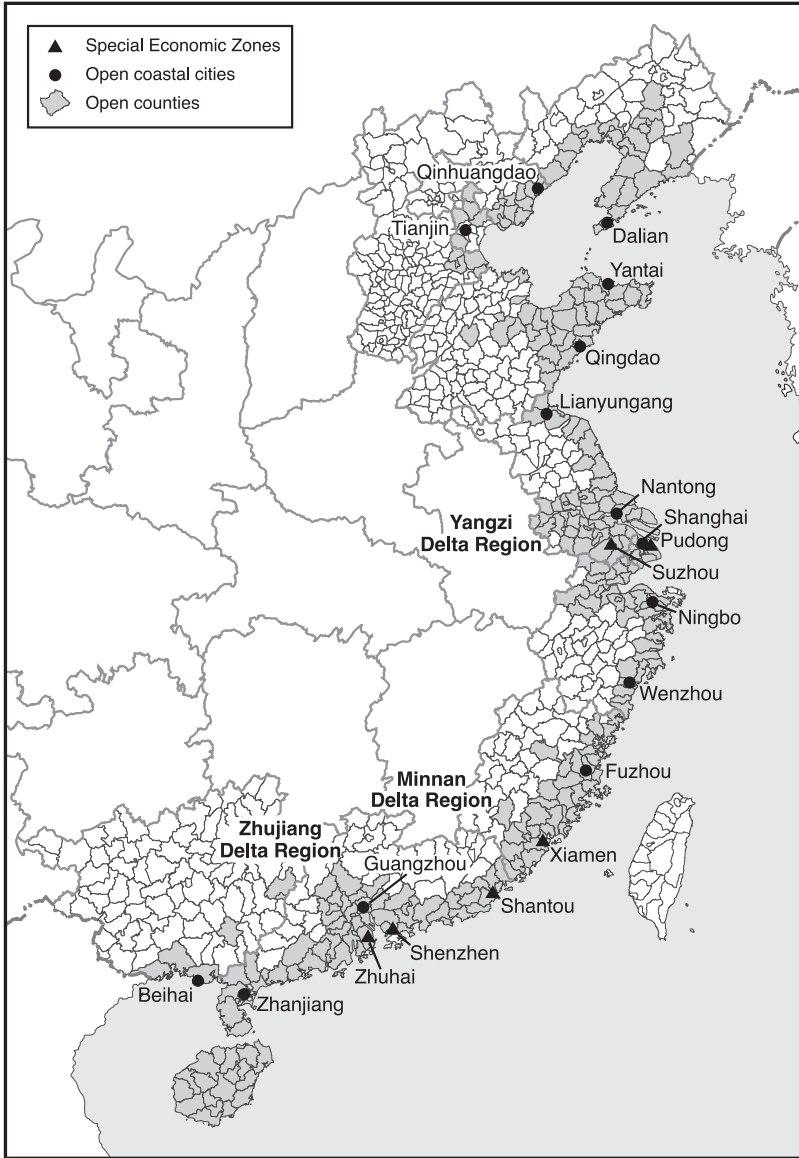 Special Economic Zones
Open coastal cities
Open counties
Qinhuangdao
Tianjin
Dalian
Yantai
Qingdao
Lianyungang
Nantong
Shanghai
Yangzi
Delta Region
Pudong
Suzhou
Ningbo
Wenzhou
Fuzhou
Minnan
Delta Region
Zhujiang
Delta Region
Xiamen
Guangzhou
Shantou
Shenzhen
Zhuhai
Beihai
Zhanjiang